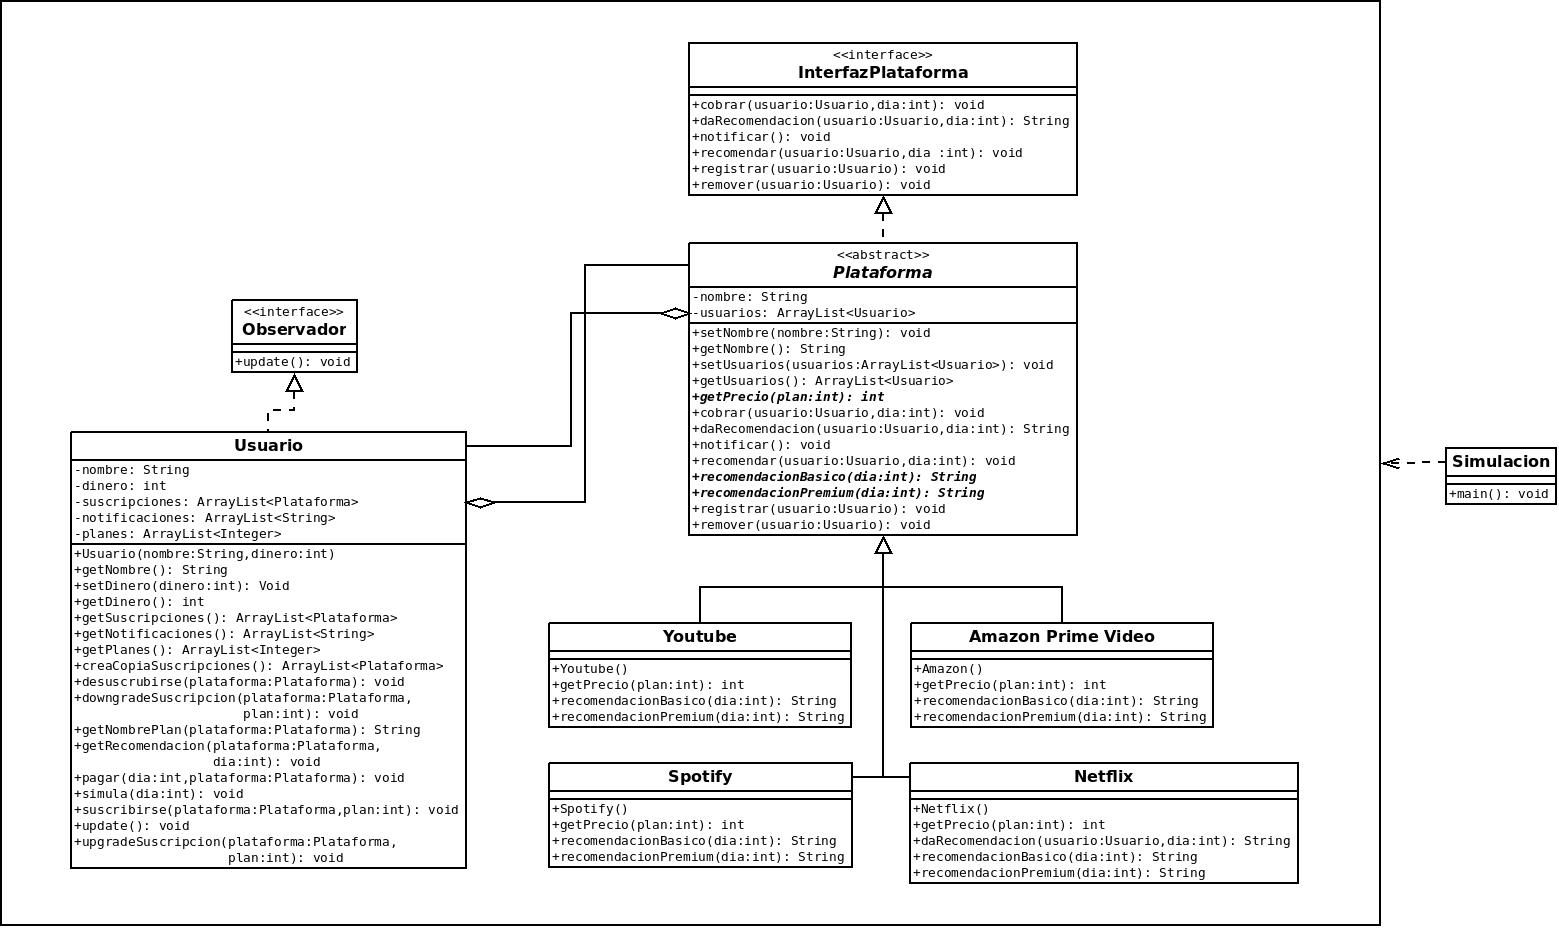 <<interface>>
InterfazPlataforma
+cobrar(usuario:Usuario,dia:int): void
+daRecomendacion(usuario:Usuario,dia:int): String
+notificar(): void
+recomendar(usuario:Usuario,dia :int): void
+registrar(usuario:Usuario): void
+remover(usuario:Usuario): void
<<abstract>>
Plataforma
-nombre: String
-usuarios: ArrayList<Usuario>
+setNombre(nombre:String): void
+getNombre(): String
+setUsuarios(usuarios:ArrayList<Usuario>): void
+getUsuarios(): ArrayList<Usuario>
+getPrecio(plan:int): int
+cobrar(usuario:Usuario,dia:int): void
+daRecomendacion(usuario:Usuario,dia:int): String
+notificar(): void
+recomendar(usuario:Usuario,dia:int): void
+recomendacionBasico(dia:int): String
+recomendacionPremium(dia:int): String
+registrar(usuario:Usuario): void
+remover(usuario:Usuario): void
<<interface>>
Observador
+update(): void
Usuario
-nombre: String
-dinero: int
-suscripciones: ArrayList<Plataforma>
-notificaciones: ArrayList<String>
-planes: ArrayList<Integer>
+Usuario(nombre:String,dinero:int)
+getNombre(): String
+setDinero(dinero:int): Void
+getDinero(): int
+getSuscripciones(): ArrayList<Plataforma>
+getNotificaciones(): ArrayList<String>
+getPlanes(): ArrayList<Integer>
+creaCopiaSuscripciones(): ArrayList<Plataforma>
+desuscrubirse(plataforma:Plataforma): void
+downgradeSuscripcion(plataforma:Plataforma,
plan:int): void
+getNombrePlan(plataforma:Plataforma): String
+getRecomendacion(plataforma:Plataforma,
dia:int): void
+pagar(dia:int,plataforma:Plataforma): void
+simula(dia:int): void
+suscribirse(plataforma:Plataforma,plan:int): void
+update(): void
+upgradeSuscripcion(plataforma:Plataforma,
plan:int): void
Simulacion
+main(): void
Youtube
+Youtube()
+getPrecio(plan:int): int
+recomendacionBasico(dia:int): String
+recomendacionPremium(dia:int): String
Amazon Prime Video
+Amazon()
+getPrecio(plan:int): int
+recomendacionBasico(dia:int): String
+recomendacionPremium(dia:int): String
Spotify
+Spotify()
+getPrecio(plan:int): int
+recomendacionBasico(dia:int): String
+recomendacionPremium(dia:int): String
Netflix
+Netflix()
+getPrecio(plan:int): int
+daRecomendacion(usuario:Usuario,dia:int): String
+recomendacionBasico(dia:int): String
+recomendacionPremium(dia:int): String